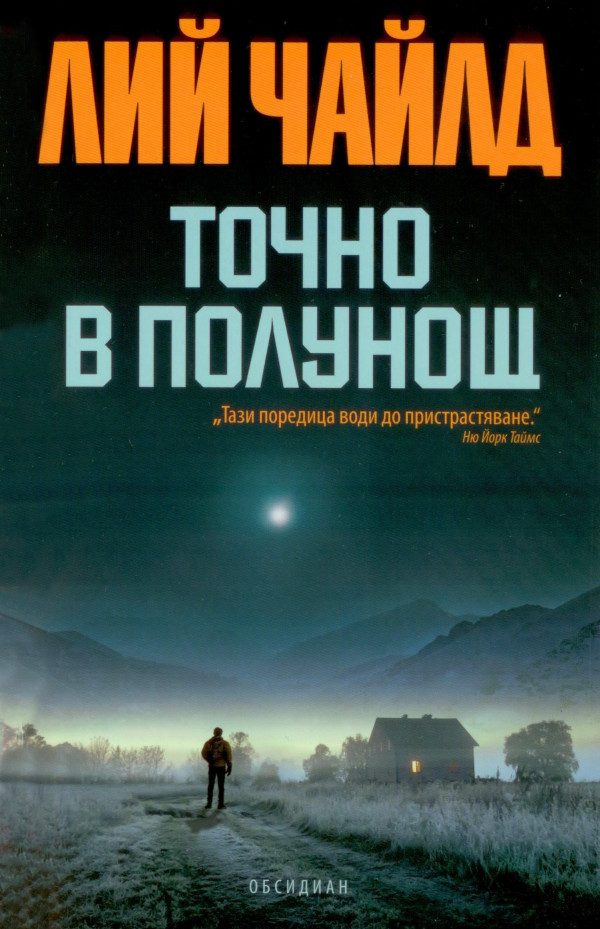 ЛИЙ ЧАЙЛД
ТОЧНО
В ПОЛУНОЩ
„Тази поредица води до пристрастяване.“
Ню Йорк Таймс
ОБСИДИАН